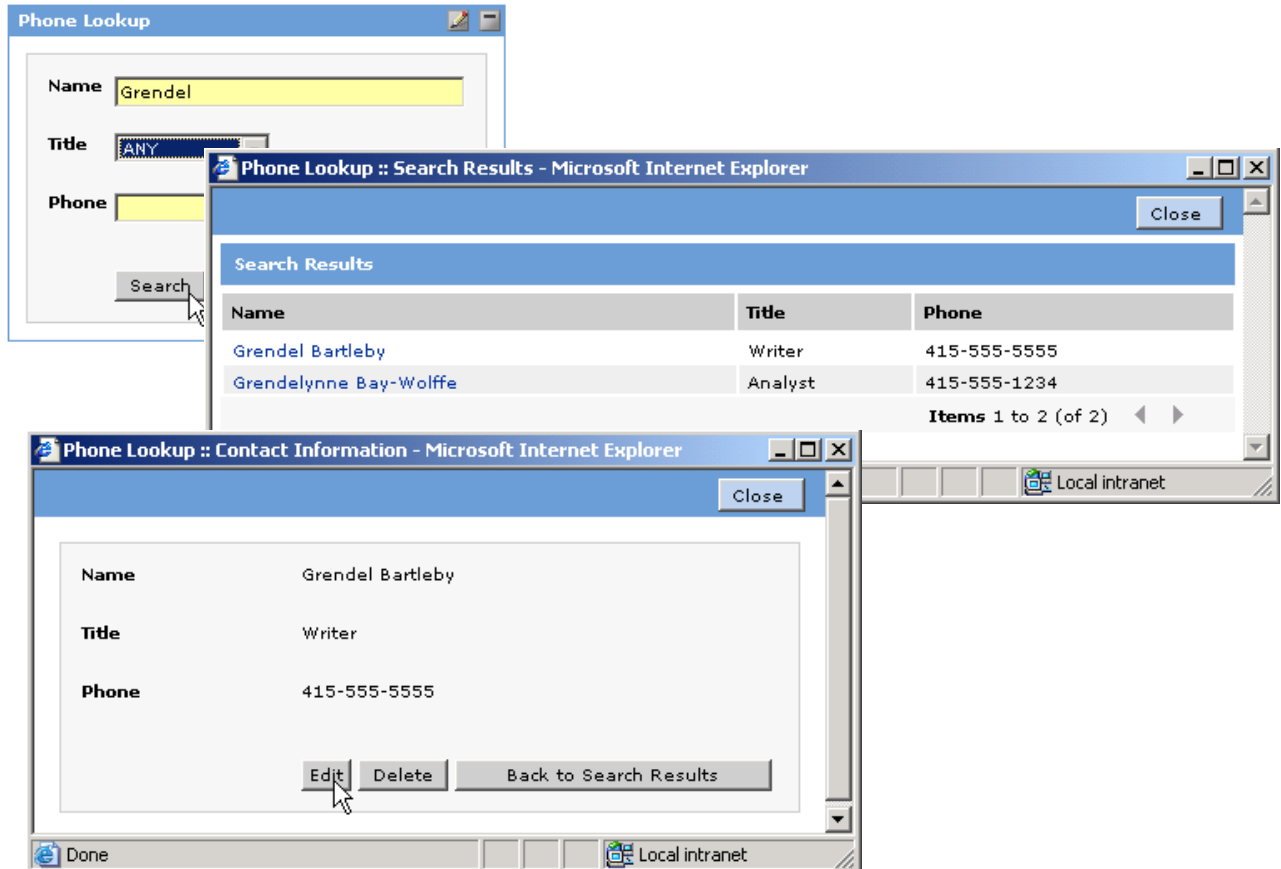 Phone Lookup
Name Grendel
Title ANY
Phone
Search
Phone Lookup :: Search Results - Microsoft Internet Explorer
Close
Search Results
Name Title Phone
Grendel Bartleby Writer 415-555-5555
Grendelynne Bay-Wolffe Analyst 415-555-1234
Items 1 to 2 (of 2)
Local intranet
Phone Lookup :: Contact Information - Microsoft Internet Explorer
Close
Name Grendel Bartleby
Title Writer
Phone 415-555-5555
Edit Delete Back to Search Results
Done Local intranet